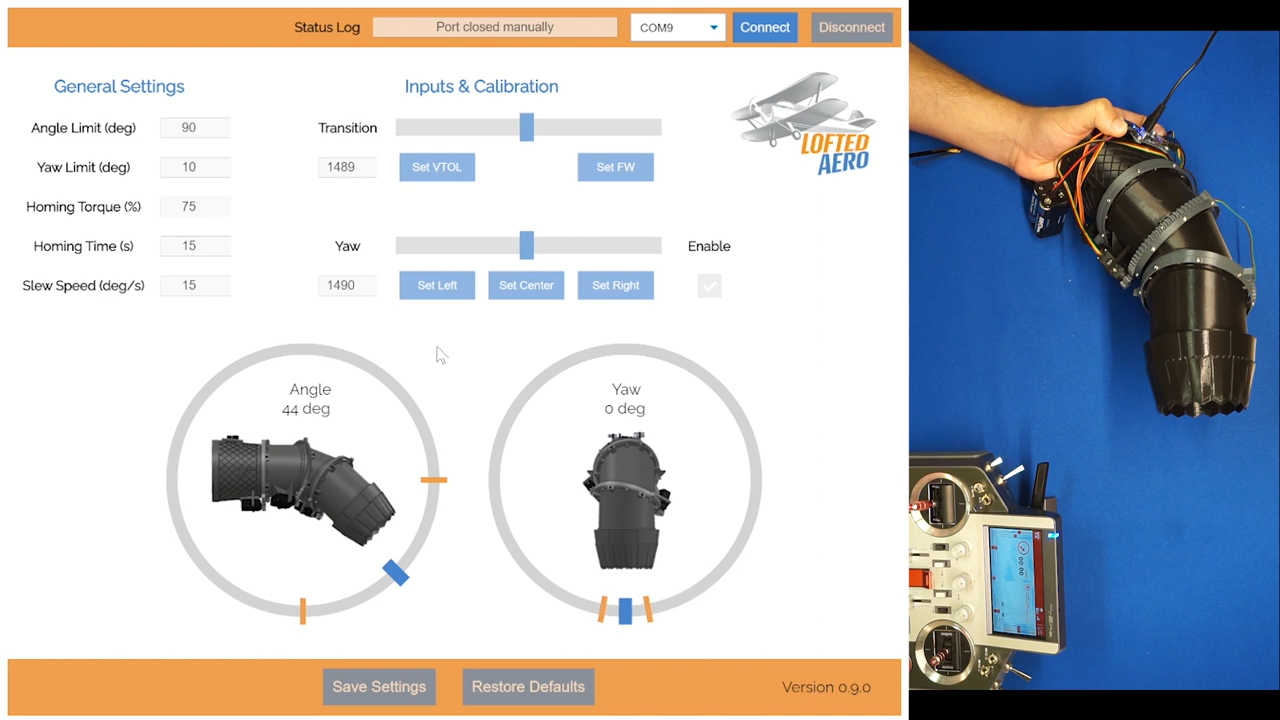 Status Log
Port closed manually
COM9
Connect
Disconnect
General Settings
Angle Limit (deg)
90
Yaw Limit (deg)
10
Homing Torque (%)
75
Homing Time (s)
15
Slew Speed (deg/s)
15
Inputs & Calibration
Transition
1489
Set VTOL
Set FW
Yaw
1490
Set Left
Set Center
Set Right
Enable
LOFTED
AERO
Angle
44 deg
Yaw
0 deg
Save Settings
Restore Defaults
Version 0.9.0